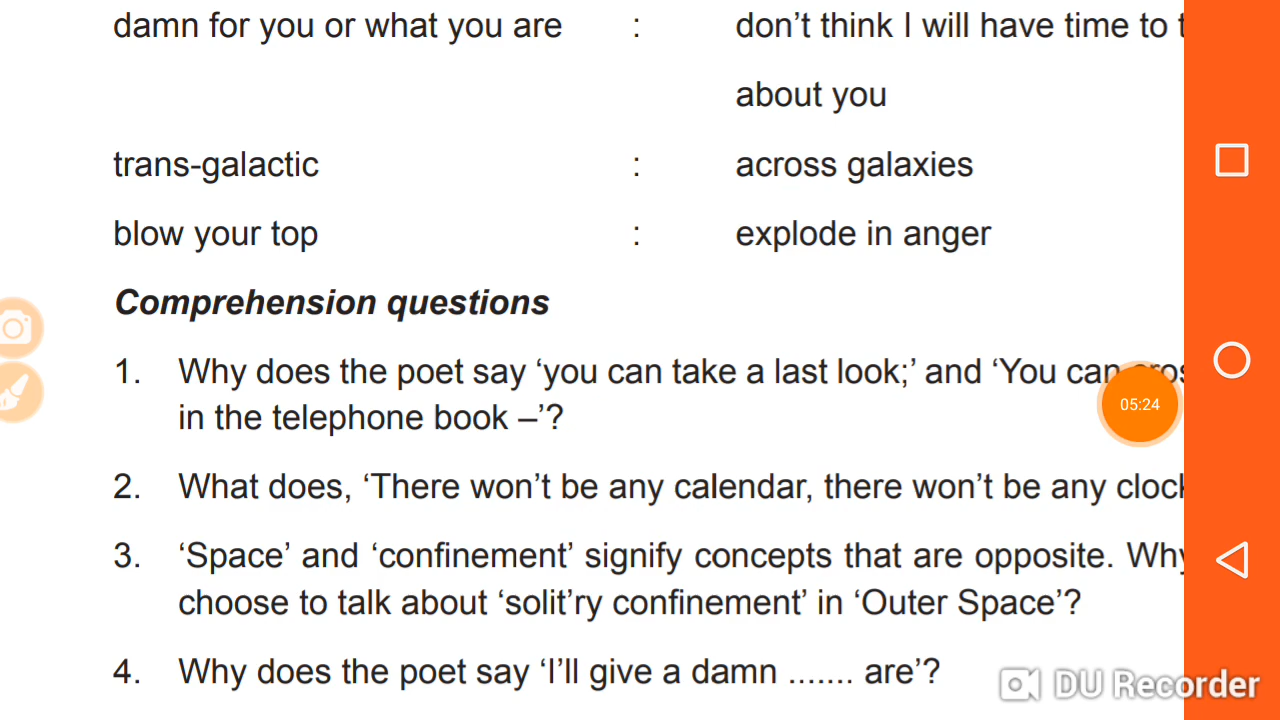 damn for you or what you are : don't think I will have time to
about you
trans-galactic : across galaxies
blow your top : explode in anger
Comprehension questions
1. Why does the poet say ‘you can take a last look;’ and ‘You can
in the telephone book –’?
05:24
2. What does, ‘There won’t be any calendar, there won’t be any
3. ‘Space’ and ‘confinement’ signify concepts that are opposite. Why
choose to talk about ‘solit’ry confinement’ in ‘Outer Space’?
4. Why does the poet say ‘I’ll give a damn ....... are’?
DU Recorder